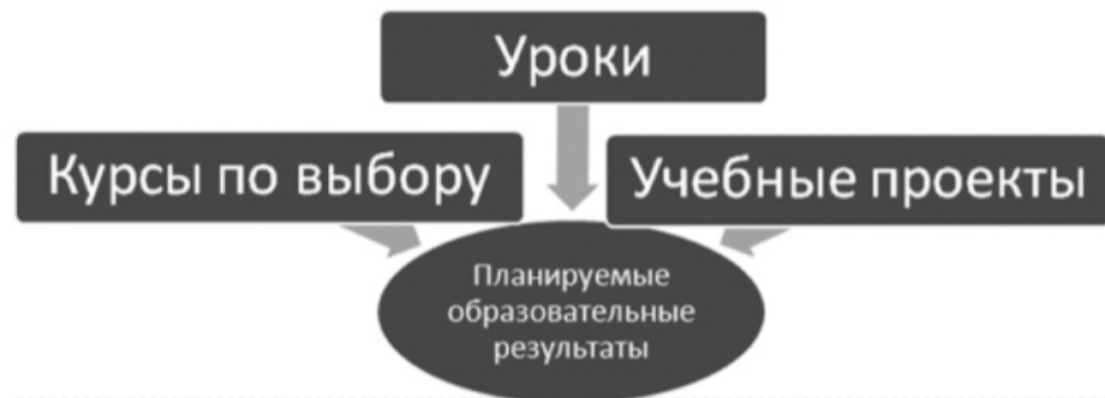 Уроки
Курсы по выбору
Учебные проекты
Планируемые
образовательные
результаты